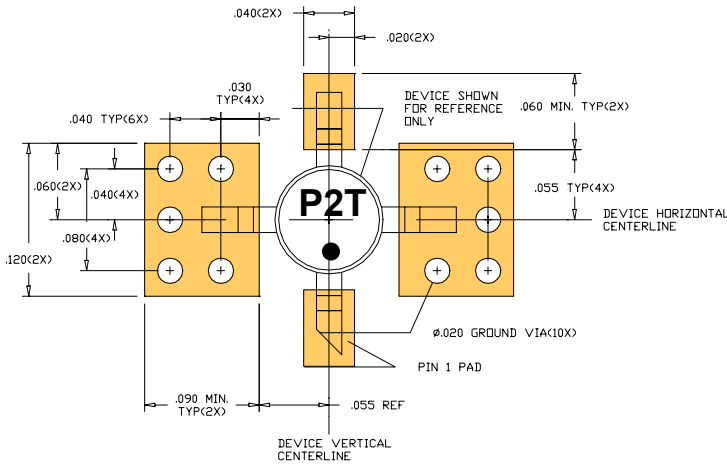 .040(2X)
.020(2X)
.030
TYP(4X)
.040 TYP(6X)
DEVICE SHOWN
FOR REFERENCE
ONLY
.060 MIN. TYP(2X)
.060(2X)
.040(4X)
.055 TYP(4X)
P2T
DEVICE HORIZONTAL
CENTERLINE
.080(4X)
.120(2X)
Ø.020 GROUND VIA(10X)
PIN 1 PAD
.090 MIN.
TYP(2X)
.055 REF
DEVICE VERTICAL
CENTERLINE